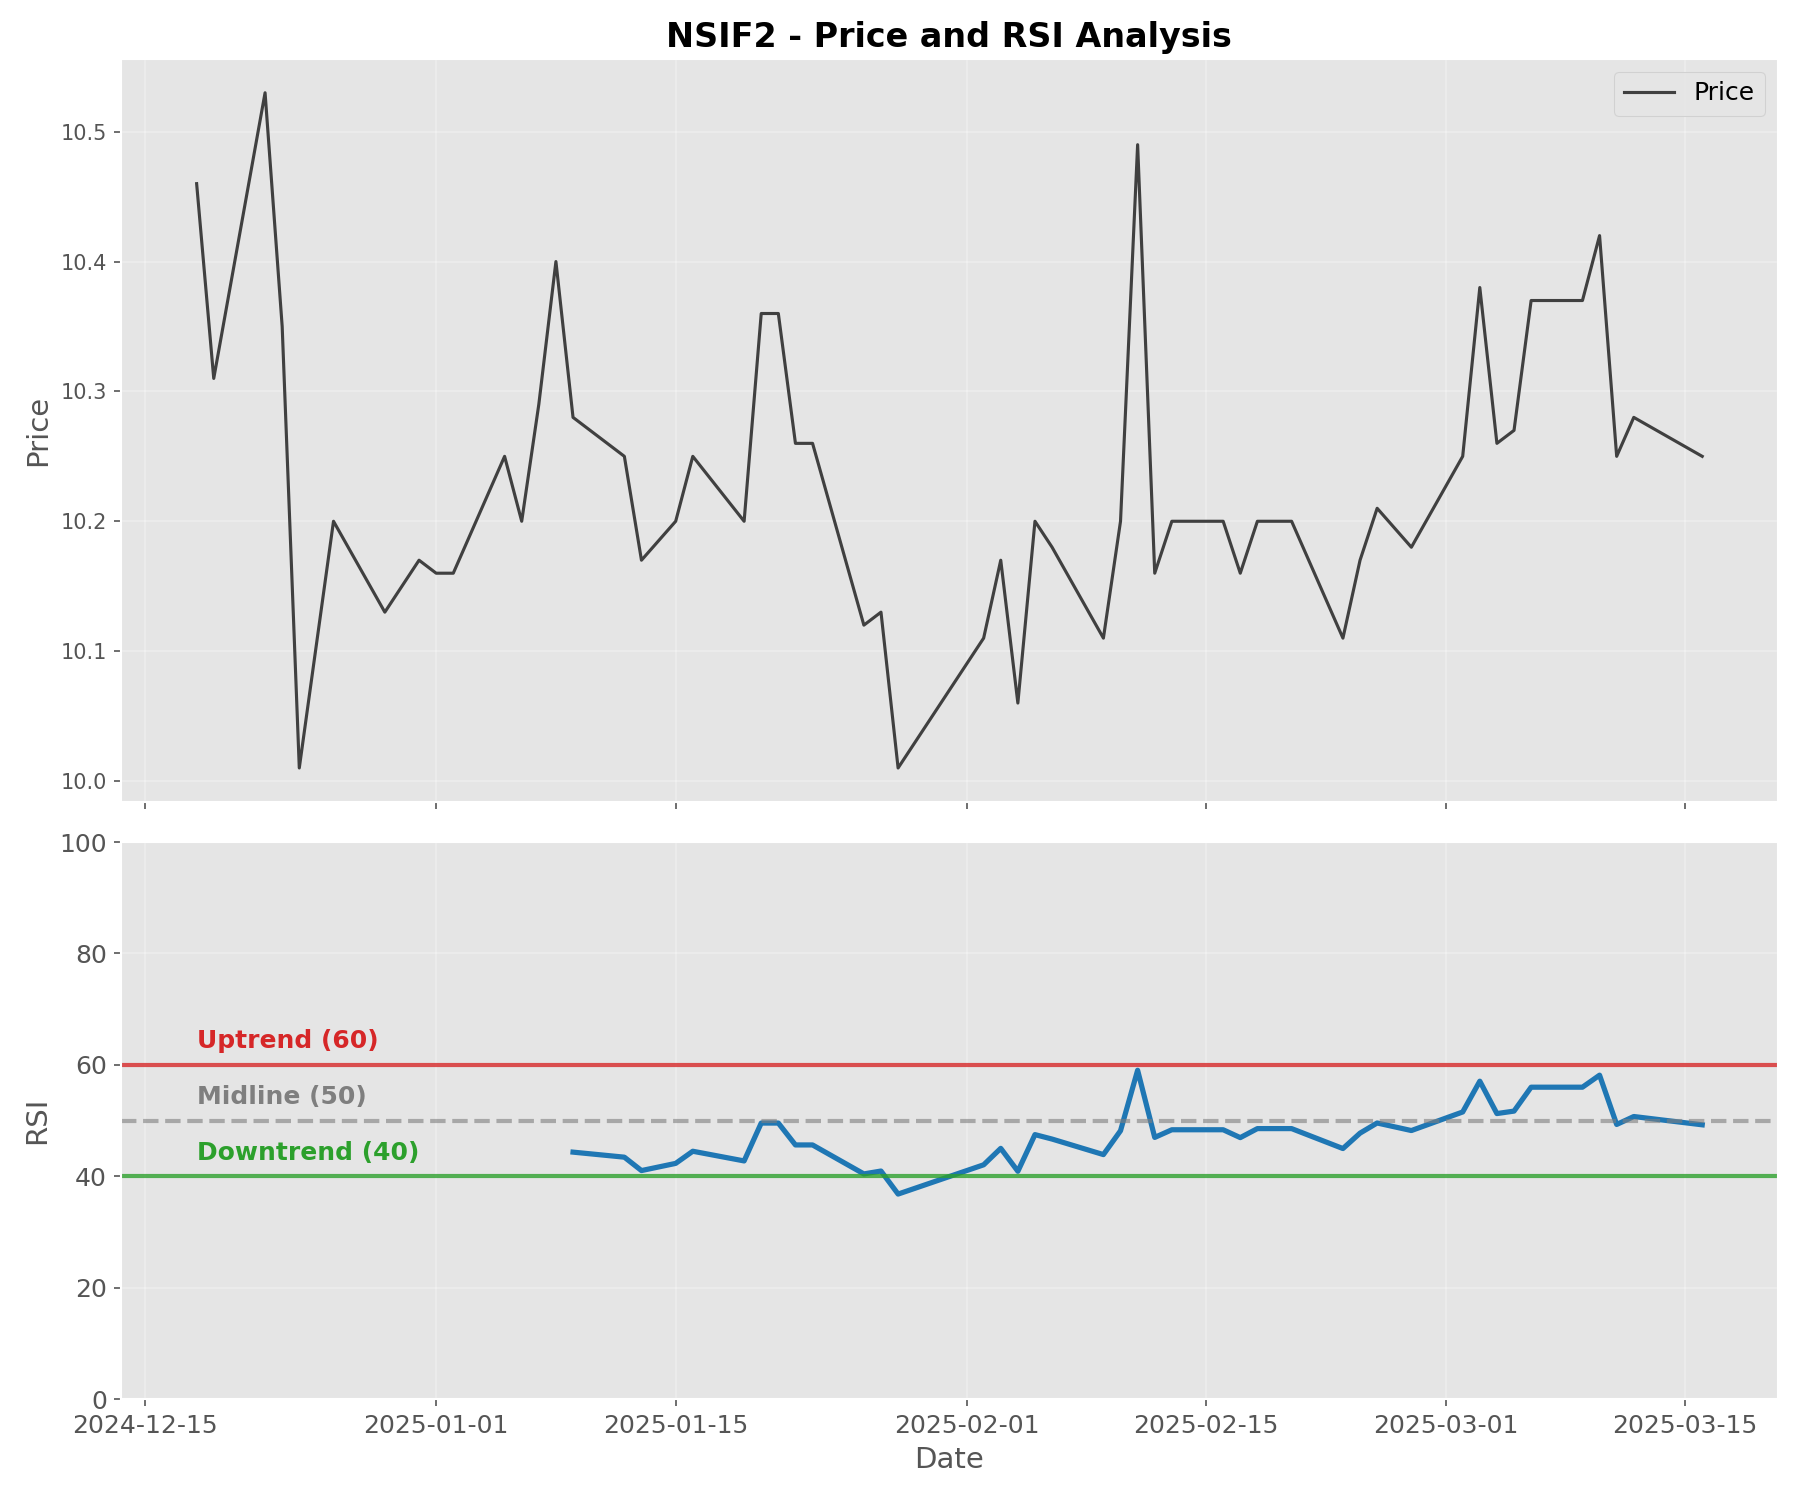 NSIF2 - Price and RSI Analysis
Price
10.5
10.4
10.3
10.2
10.1
10.0
Price
100
80
60
40
20
0
RSI
Uptrend (60)
Midline (50)
Downtrend (40)
2024-12-15
2025-01-01
2025-01-15
2025-02-01
2025-02-15
2025-03-01
2025-03-15
Date